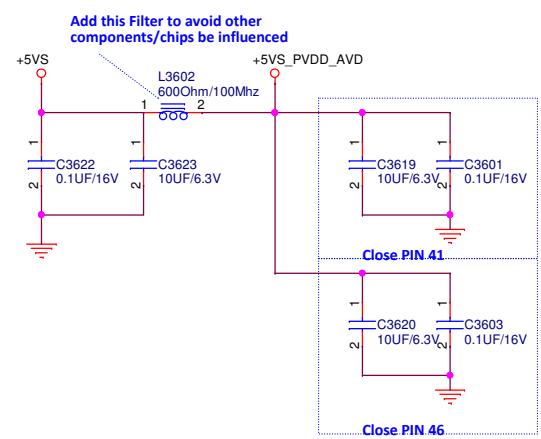 Add this Filter to avoid other
components/chips be influenced
+5VS
+5VS_PVDD_AVD
L3602
600Ohm/100Mhz
1
2
1
2
C3622
0.1UF/16V
1
2
C3623
10UF/6.3V
1
2
C3619
10UF/6.3V
1
2
C3601
0.1UF/16V
Close PIN 41
1
2
C3620
10UF/6.3V
1
2
C3603
0.1UF/16V
Close PIN 46